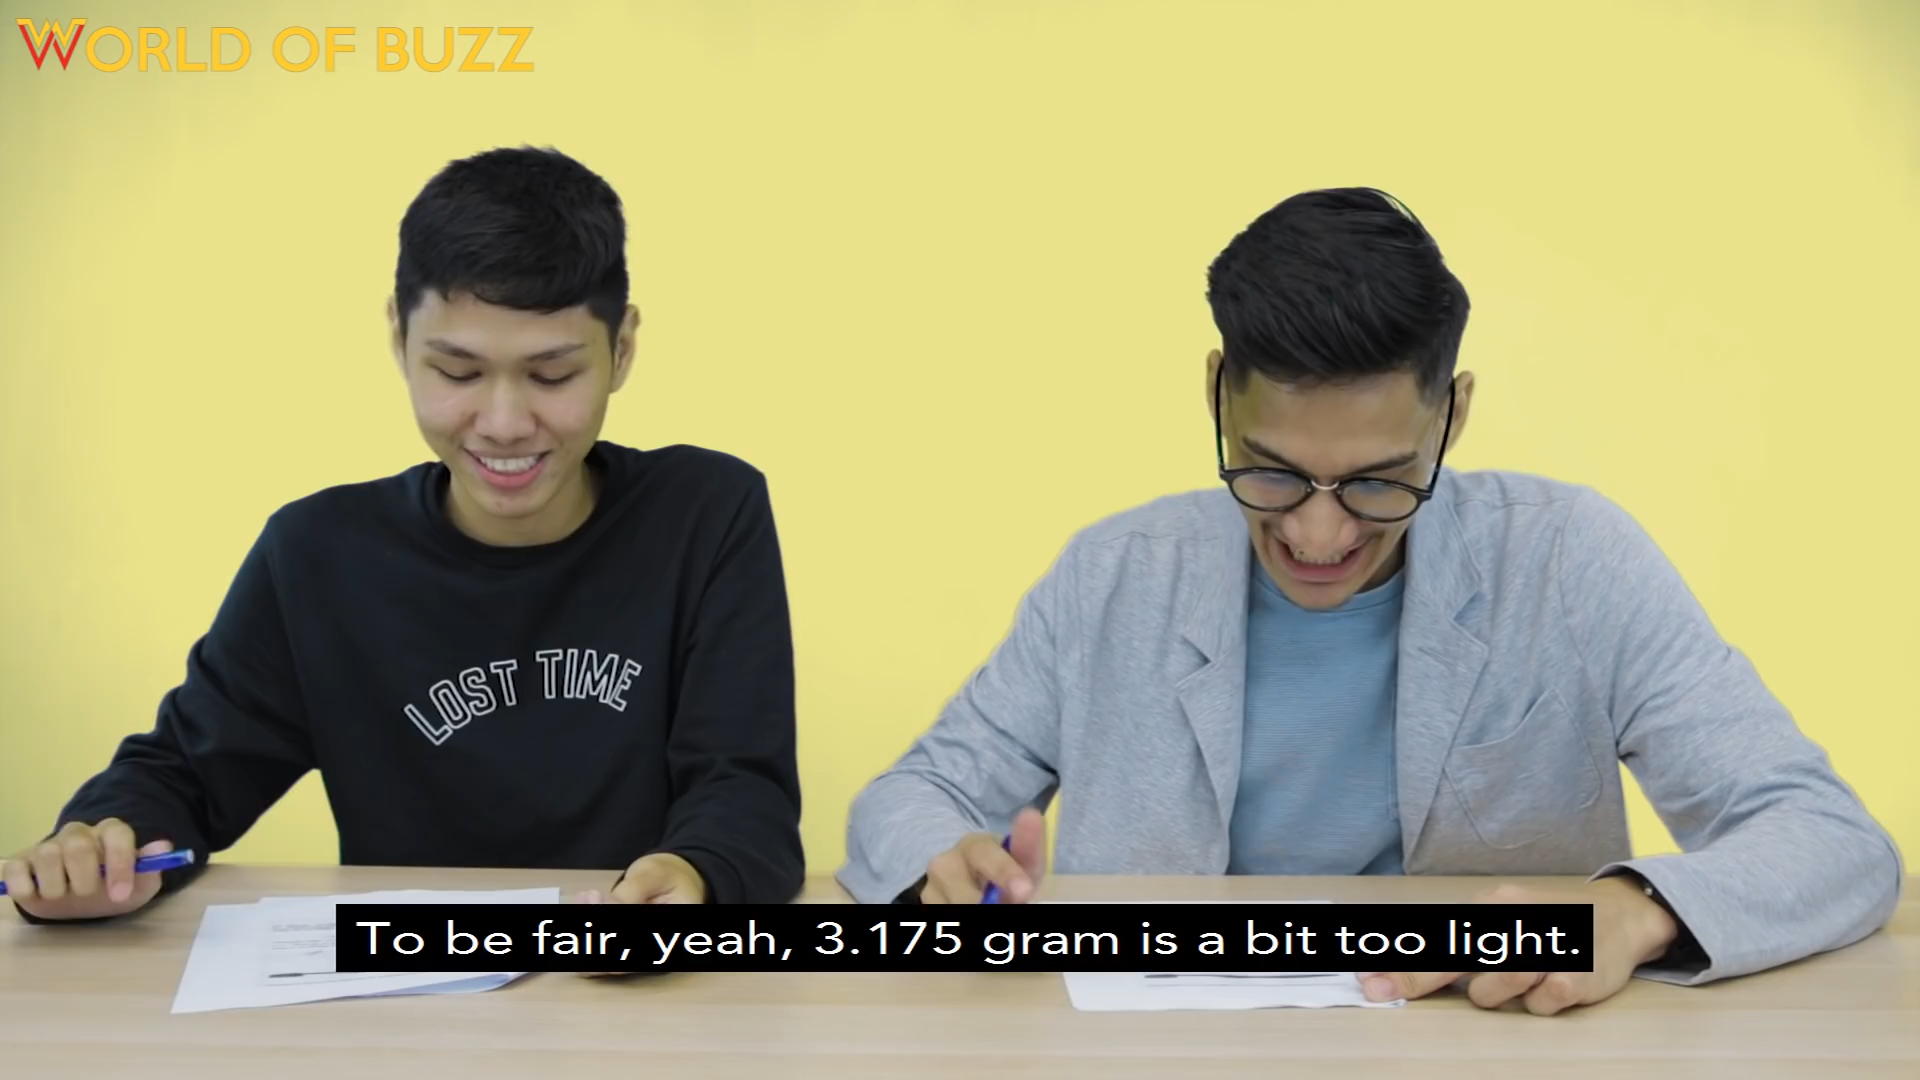 WORLD OF BUZZ
LOST TIME
To be fair, yeah, 3.175 gram is a bit too light.